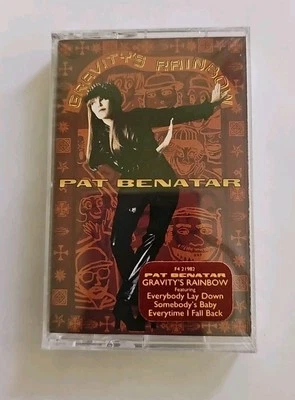 GRAVITY'S RAINBOW
PAT BENATAR
F4 21982
PAT BENATAR
GRAVITY'S RAINBOW
Featuring
Everybody Lay Down
Somebody's Baby
Everytime I Fall Back